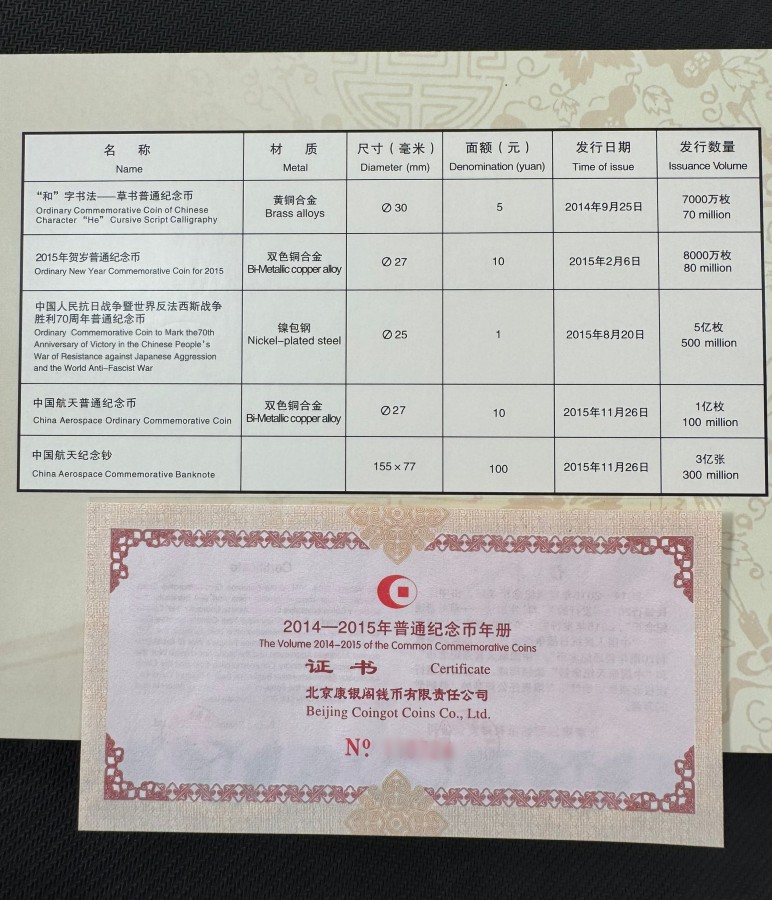 名 称 材 质 尺寸（毫米） 面额（元） 发行日期 发行数量
Name Metal Diameter (mm) Denomination (yuan) Time of issue Issuance Volume
“和”字书法——草书普通纪念币 黄铜合金 7000万枚
Ordinary Commemorative Coin of Chinese Brass alloys ∅ 30 5 2014年9月25日 70 million
Character “He” Cursive Script Calligraphy
2015年贺岁普通纪念币 双色铜合金 8000万枚
Ordinary New Year Commemorative Coin for 2015 Bi-Metallic copper alloy ∅ 27 10 2015年2月6日 80 million
中国人民抗日战争暨世界反法西斯战争
胜利70周年普通纪念币 镍包钢 5亿枚
Ordinary Commemorative Coin to Mark the70th Nickel-plated steel ∅ 25 1 2015年8月20日 500 million
Anniversary of Victory in the Chinese People's
War of Resistance against Japanese Aggression
and the World Anti-Fascist War
中国航天普通纪念币 双色铜合金 1亿枚
China Aerospace Ordinary Commemorative Coin Bi-Metallic copper alloy ∅27 10 2015年11月26日 100 million
中国航天纪念钞 3亿张
China Aerospace Commemorative Banknote 155×77 100 2015年11月26日 300 million
2014—2015年普通纪念币年册
The Volume 2014-2015 of the Common Commemorative Coins
证 书 Certificate
北京康银阁钱币有限责任公司
Beijing Coingot Coins Co., Ltd.
Nº.